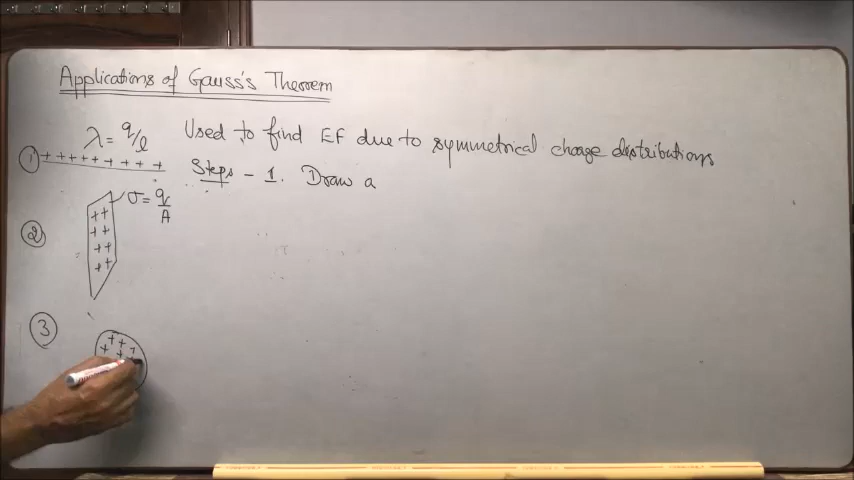 Applications of Gauss's Theorem
λ = q/l
Used to find EF due to symmetrical charge distributions
① + + + + + + + + + +
Steps - 1. Draw a
σ = q/A
②
+ +
+ +
+ +
+ +
③
+ + +
+ +